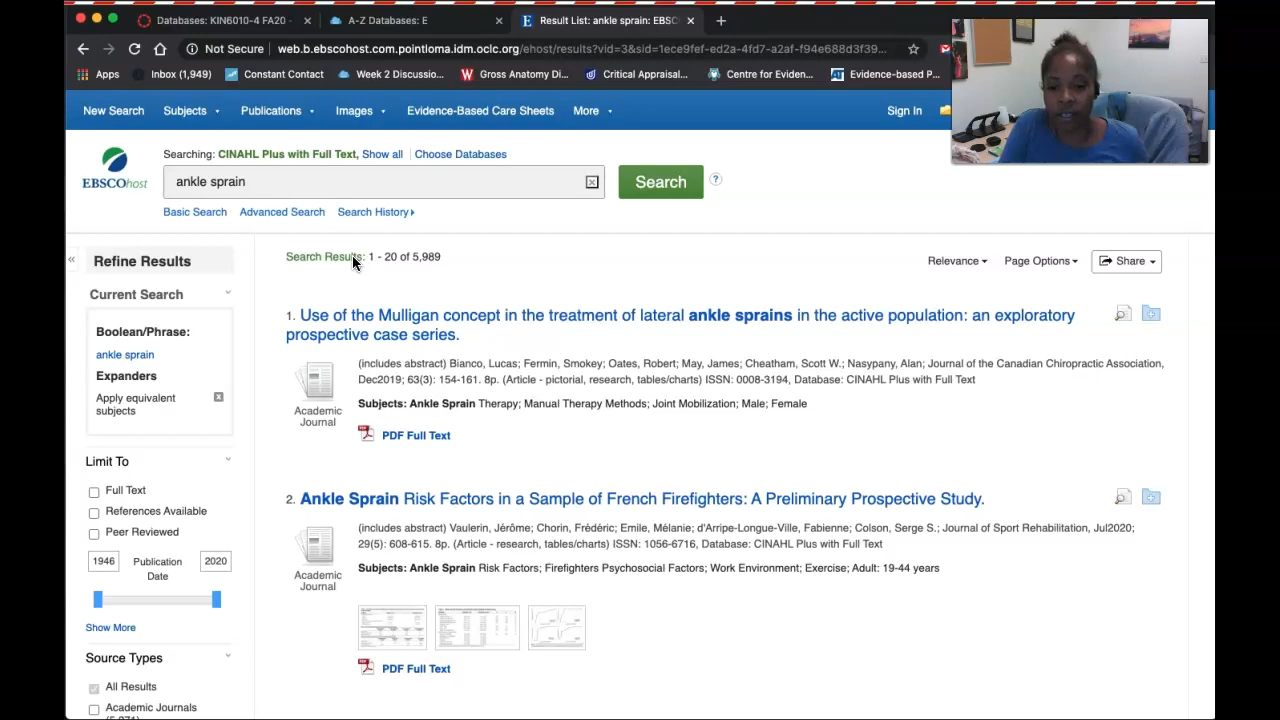 Databases: KIN6010-4 FA20 -
A-Z Databases: E
Result List: ankle sprain: EBSC
Not Secure
web.b.ebscohost.com.pointloma.idm.oclc.org/ehost/results?vid=3&sid=1ece9fef-ed2a-4fd7-a2af-f94e688d3f39...
Apps
Inbox (1,949)
Constant Contact
Week 2 Discussio...
Gross Anatomy Di...
Critical Appraisal...
Centre for Eviden...
Evidence-based P...
New Search
Subjects
Publications
Images
Evidence-Based Care Sheets
More
Sign In
Searching: CINAHL Plus with Full Text, Show all | Choose Databases
EBSCOhost
ankle sprain
Search
?
Basic Search
Advanced Search
Search History
Refine Results
Current Search
Boolean/Phrase:
ankle sprain
Expanders
Apply equivalent
subjects
Limit To
Full Text
References Available
Peer Reviewed
1946
Publication
Date
2020
Show More
Source Types
All Results
Academic Journals
Search Results: 1 - 20 of 5,989
Relevance
Page Options
Share
1. Use of the Mulligan concept in the treatment of lateral ankle sprains in the active population: an exploratory
prospective case series.
(includes abstract) Bianco, Lucas; Fermin, Smokey; Oates, Robert; May, James; Cheatham, Scott W.; Nasypany, Alan; Journal of the Canadian Chiropractic Association,
Dec2019; 63(3): 154-161. 8p. (Article - pictorial, research, tables/charts) ISSN: 0008-3194, Database: CINAHL Plus with Full Text
Academic
Journal
Subjects: Ankle Sprain Therapy; Manual Therapy Methods; Joint Mobilization; Male; Female
PDF Full Text
2. Ankle Sprain Risk Factors in a Sample of French Firefighters: A Preliminary Prospective Study.
(includes abstract) Vaulerin, Jérôme; Chorin, Frédéric; Emile, Mélanie; d'Arripe-Longue-Ville, Fabienne; Colson, Serge S.; Journal of Sport Rehabilitation, Jul2020;
29(5): 608-615. 8p. (Article - research, tables/charts) ISSN: 1056-6716, Database: CINAHL Plus with Full Text
Academic
Journal
Subjects: Ankle Sprain Risk Factors; Firefighters Psychosocial Factors; Work Environment; Exercise; Adult: 19-44 years
PDF Full Text